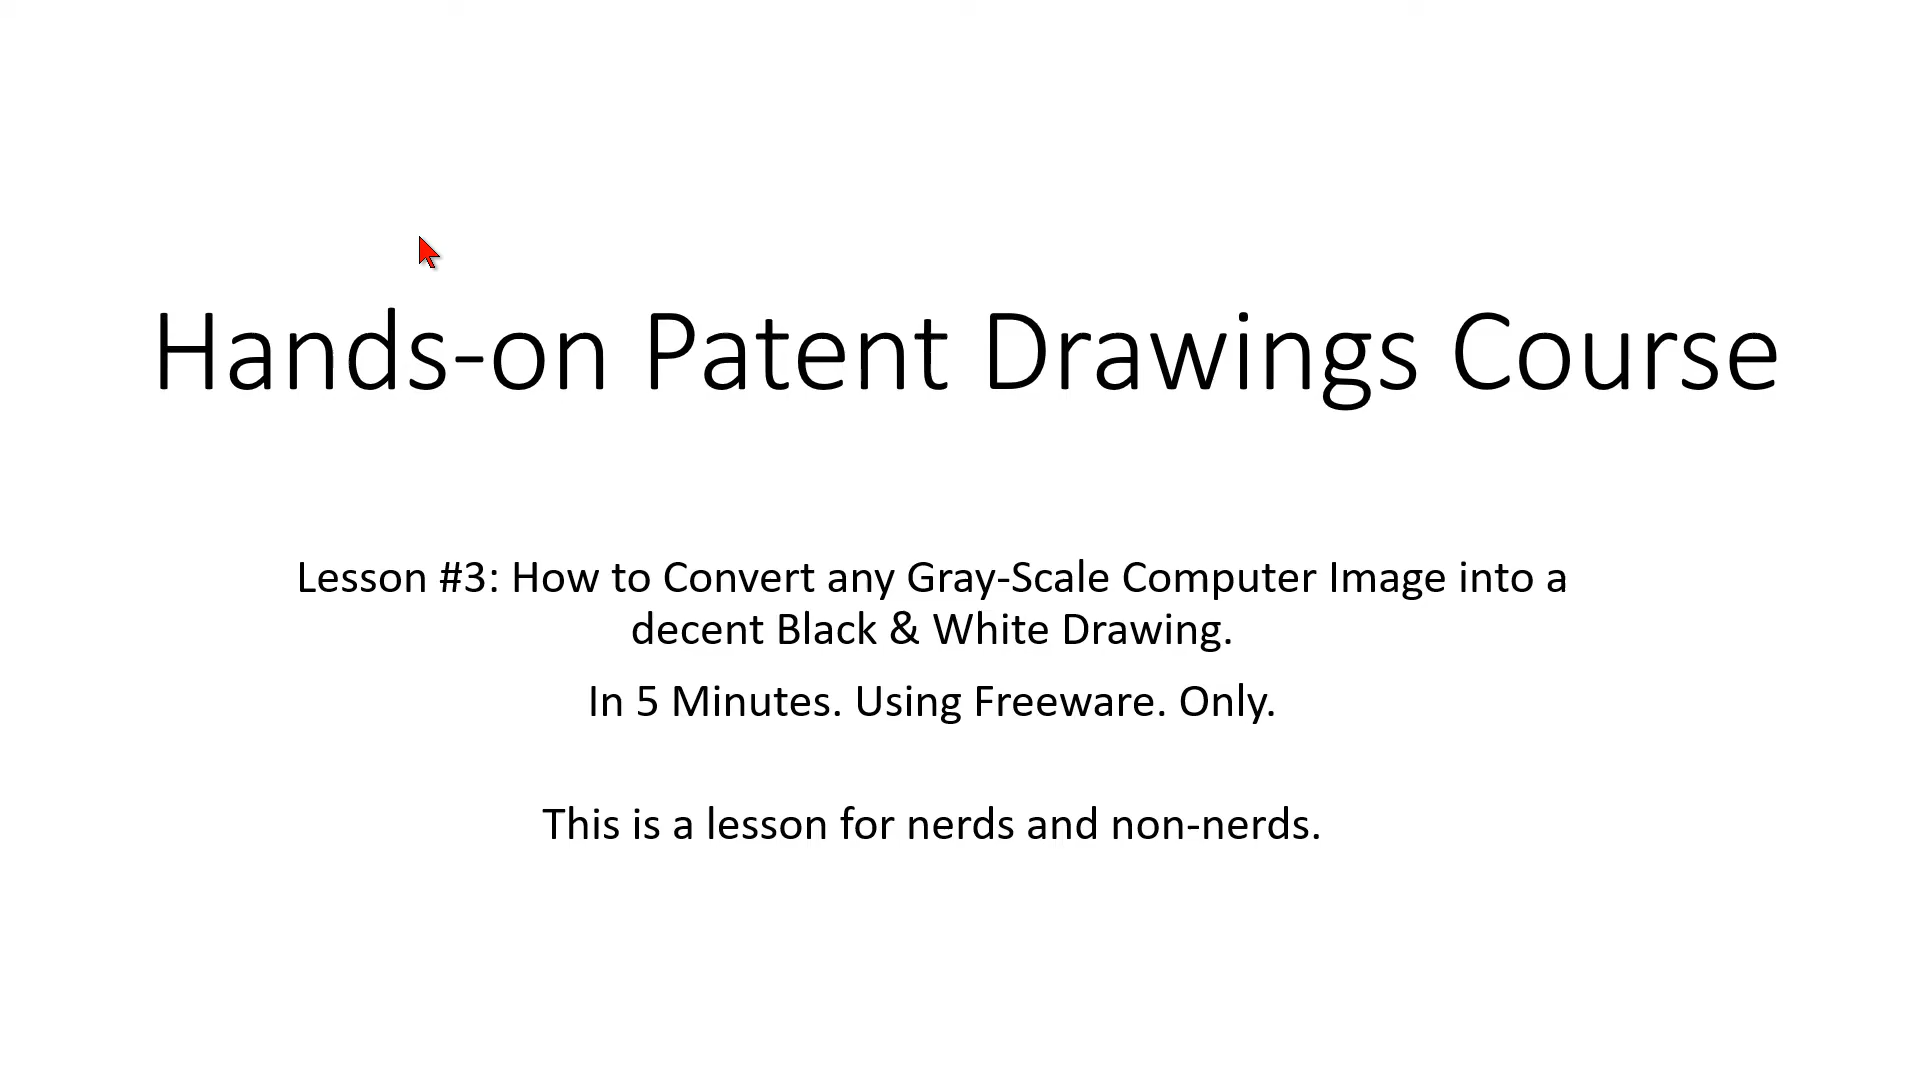 Hands-on Patent Drawings Course
Lesson #3: How to Convert any Gray-Scale Computer Image into a
decent Black & White Drawing.
In 5 Minutes. Using Freeware. Only.
This is a lesson for nerds and non-nerds.